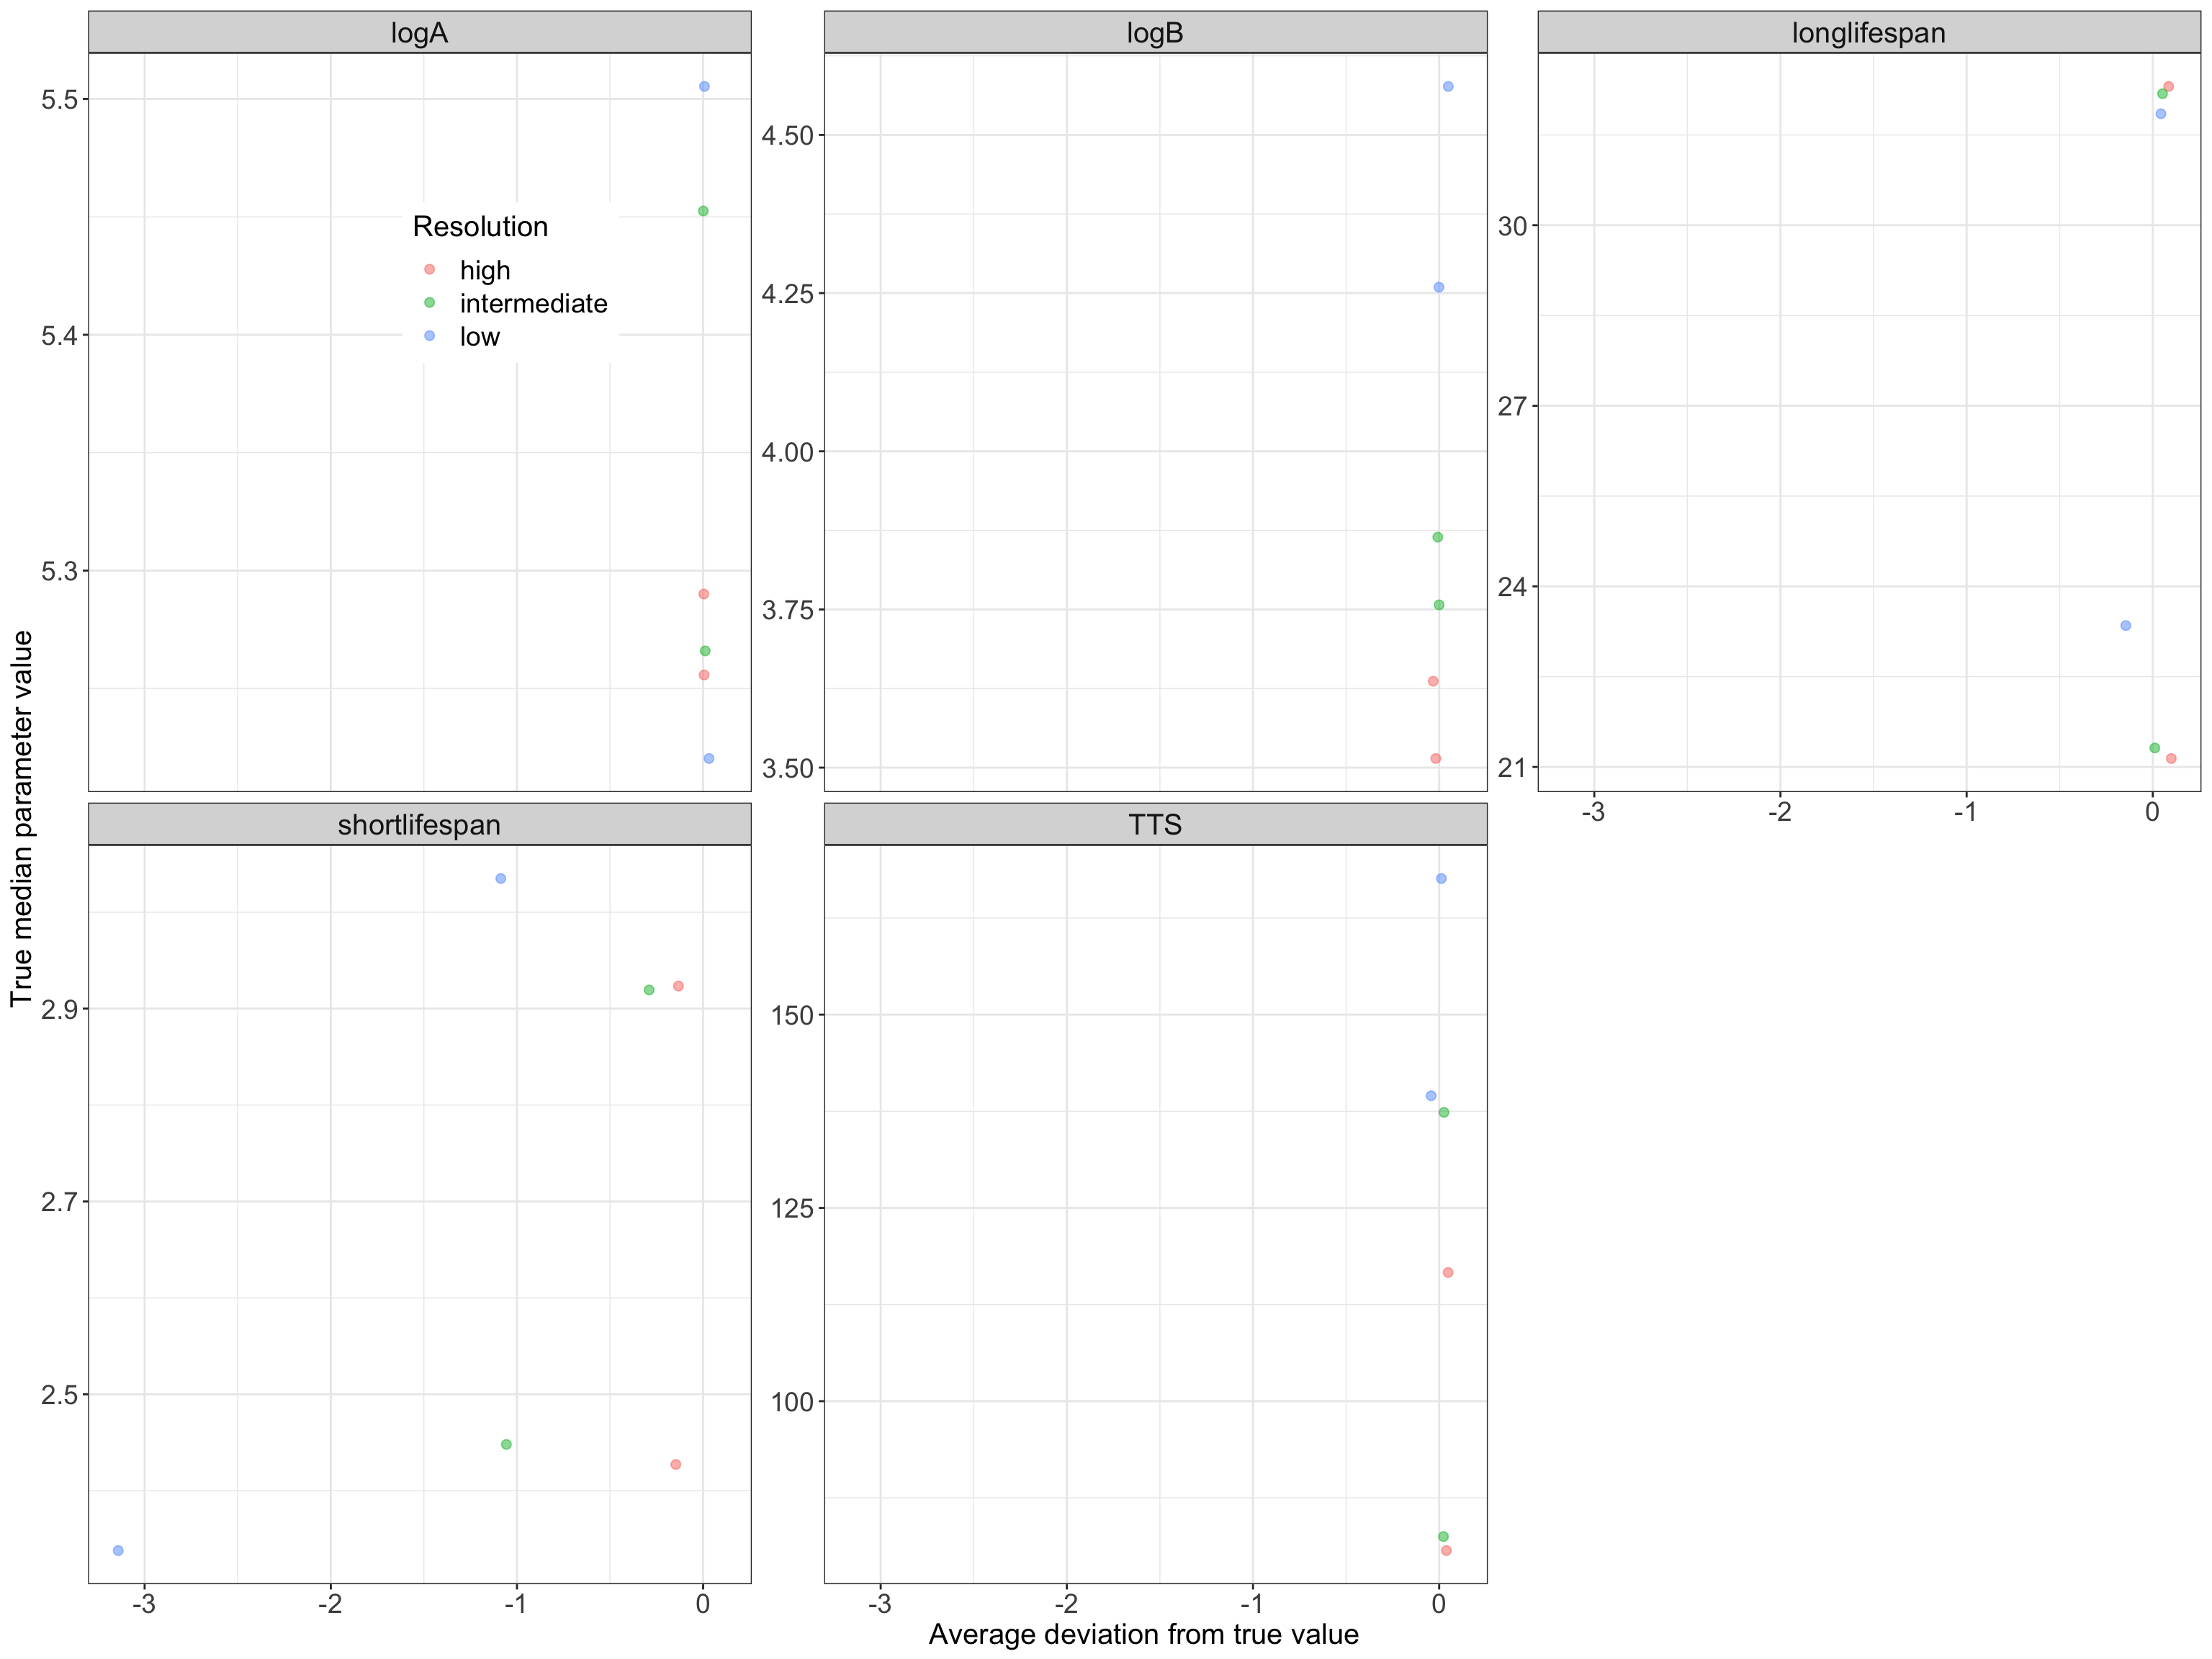 logA
logB
longlifespan
5.5
5.4
5.3
Resolution
high
intermediate
low
4.50
4.25
4.00
3.75
3.50
30
27
24
21
-3
-2
-1
0
True median parameter value
shortlifespan
TTS
2.9
2.7
2.5
150
125
100
-3
-2
-1
0
-3
-2
-1
0
Average deviation from true value